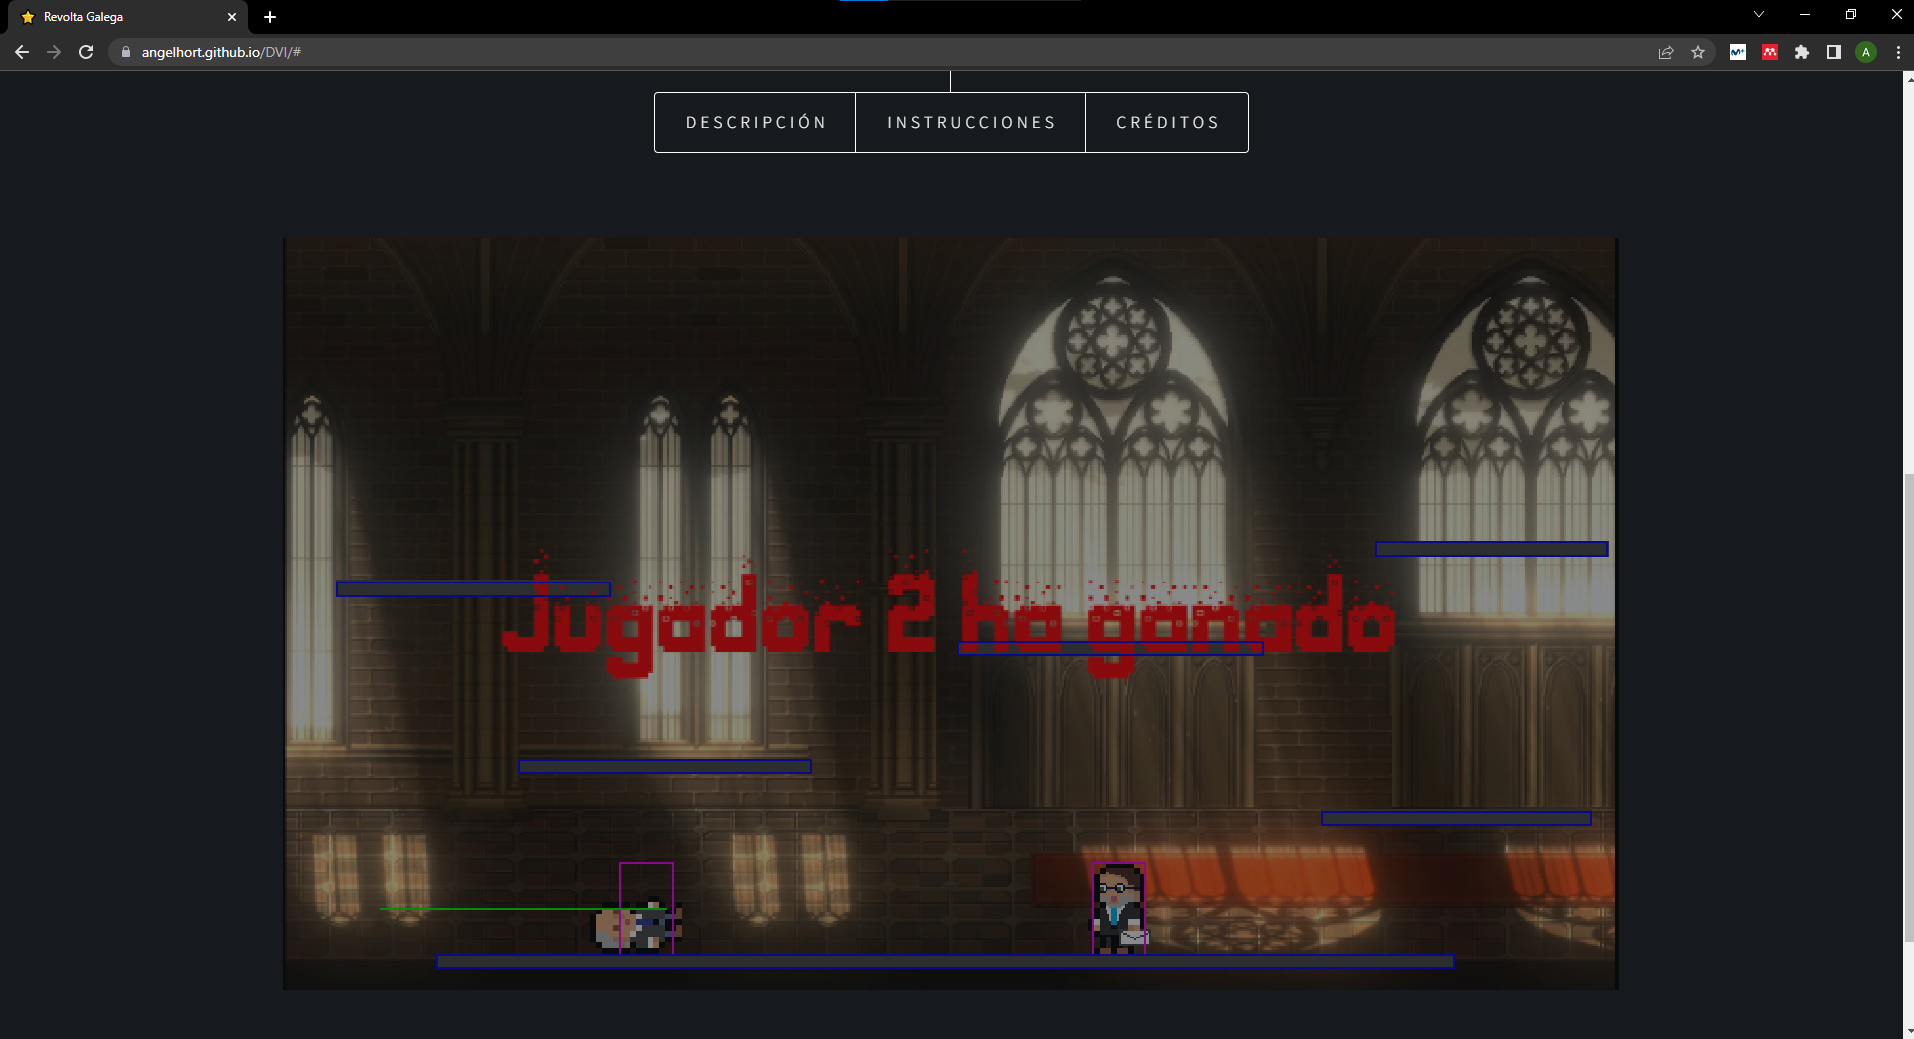 Revolta Galega
angelhort.github.io/DVI/#
A
DESCRIPCIÓN
INSTRUCCIONES
CRÉDITOS
Jugador 2 ha ganado